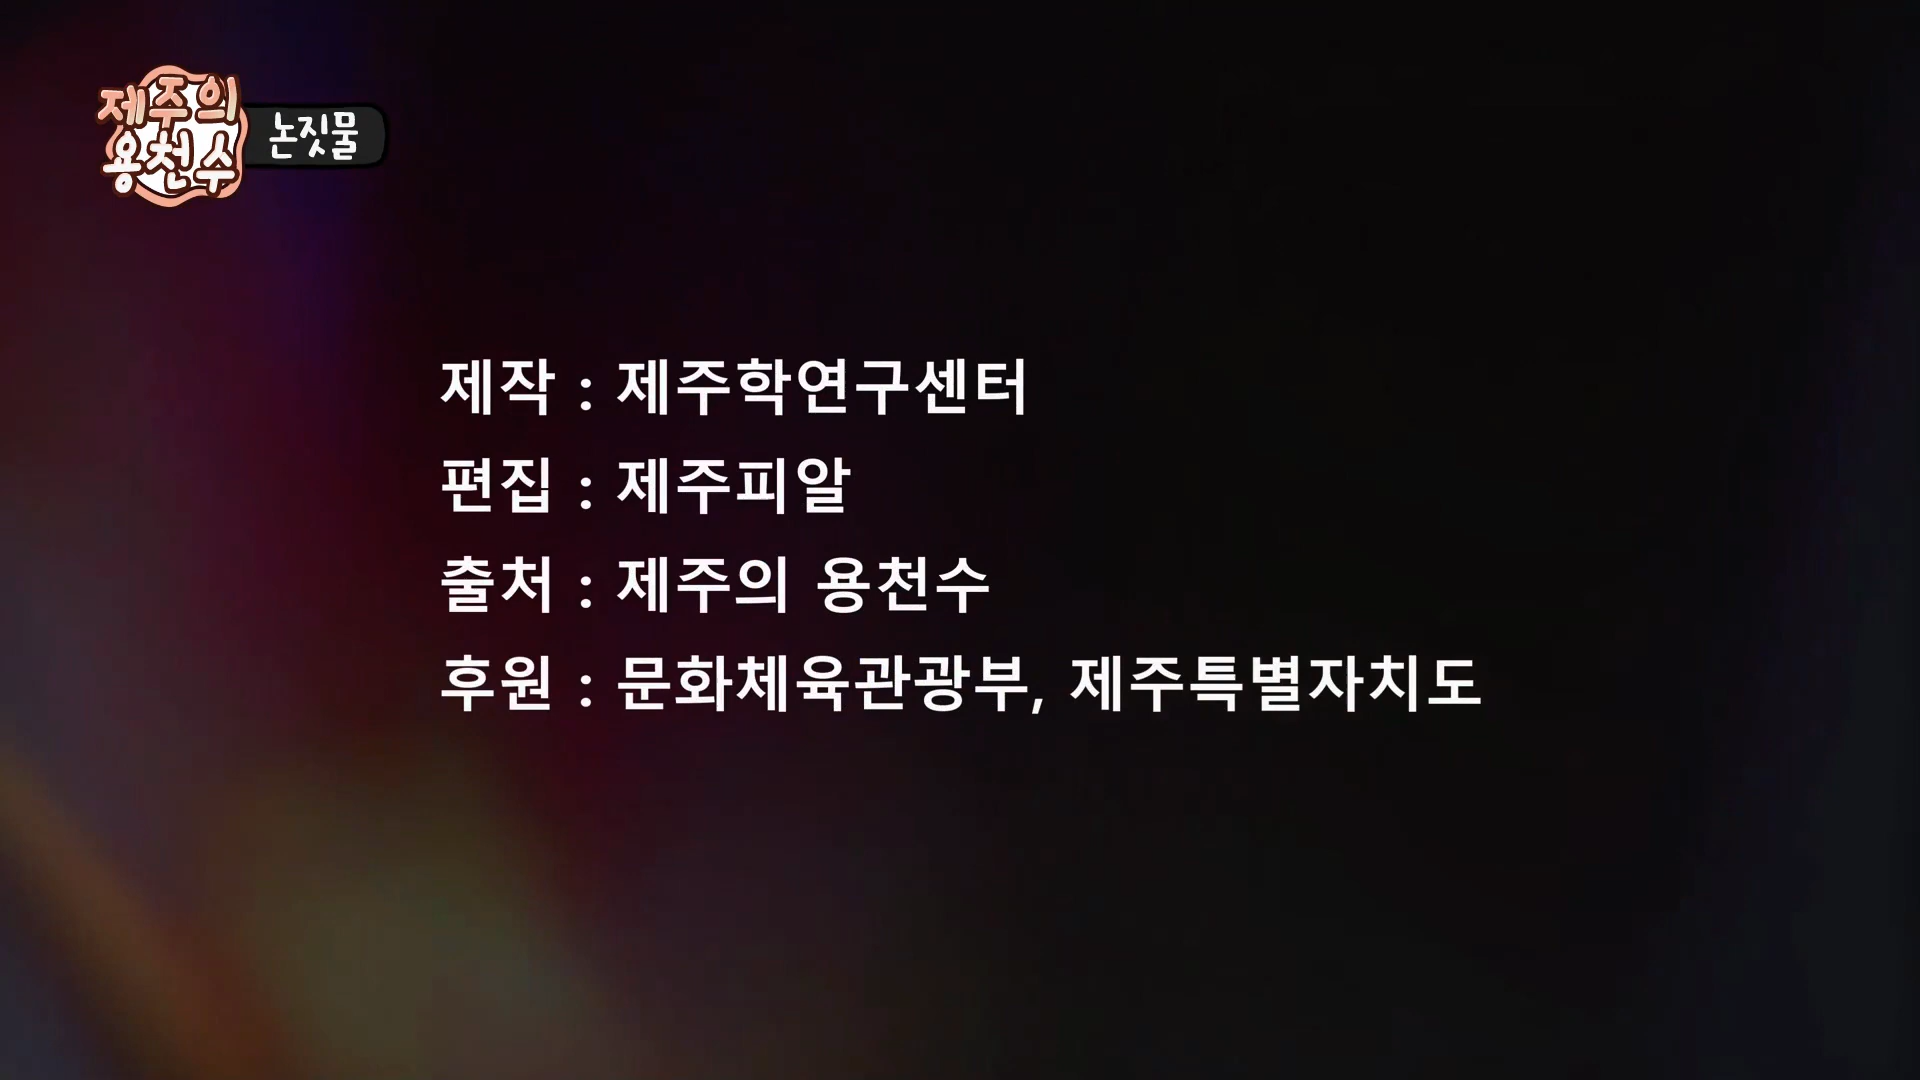 제주의
용천수
논짓물
제작 : 제주학연구센터
편집 : 제주피알
출처 : 제주의 용천수
후원 : 문화체육관광부, 제주특별자치도